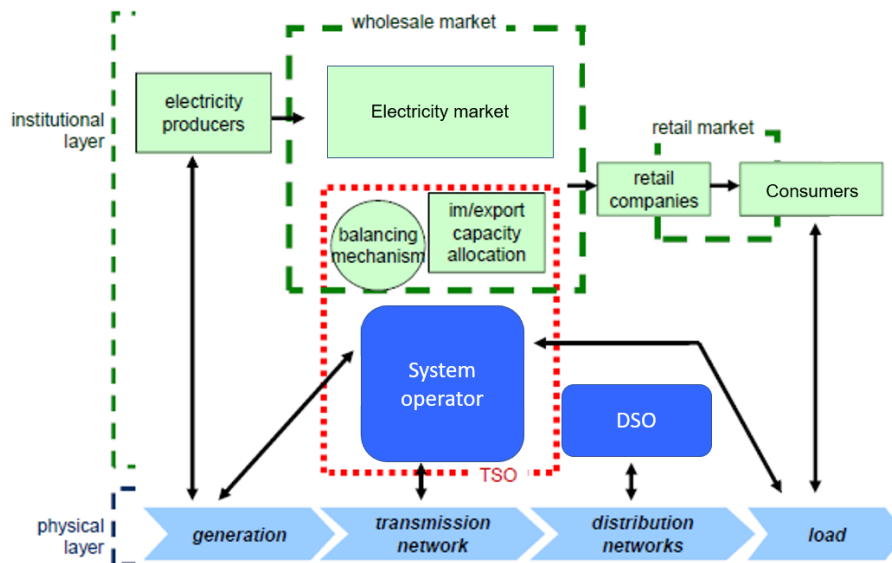 wholesale market
electricity
producers
Electricity market
institutional
layer
retail market
retail
companies
Consumers
balancing
mechanism
im/export
capacity
allocation
System
operator
DSO
TSO
physical
layer
generation
transmission
network
distribution
networks
load